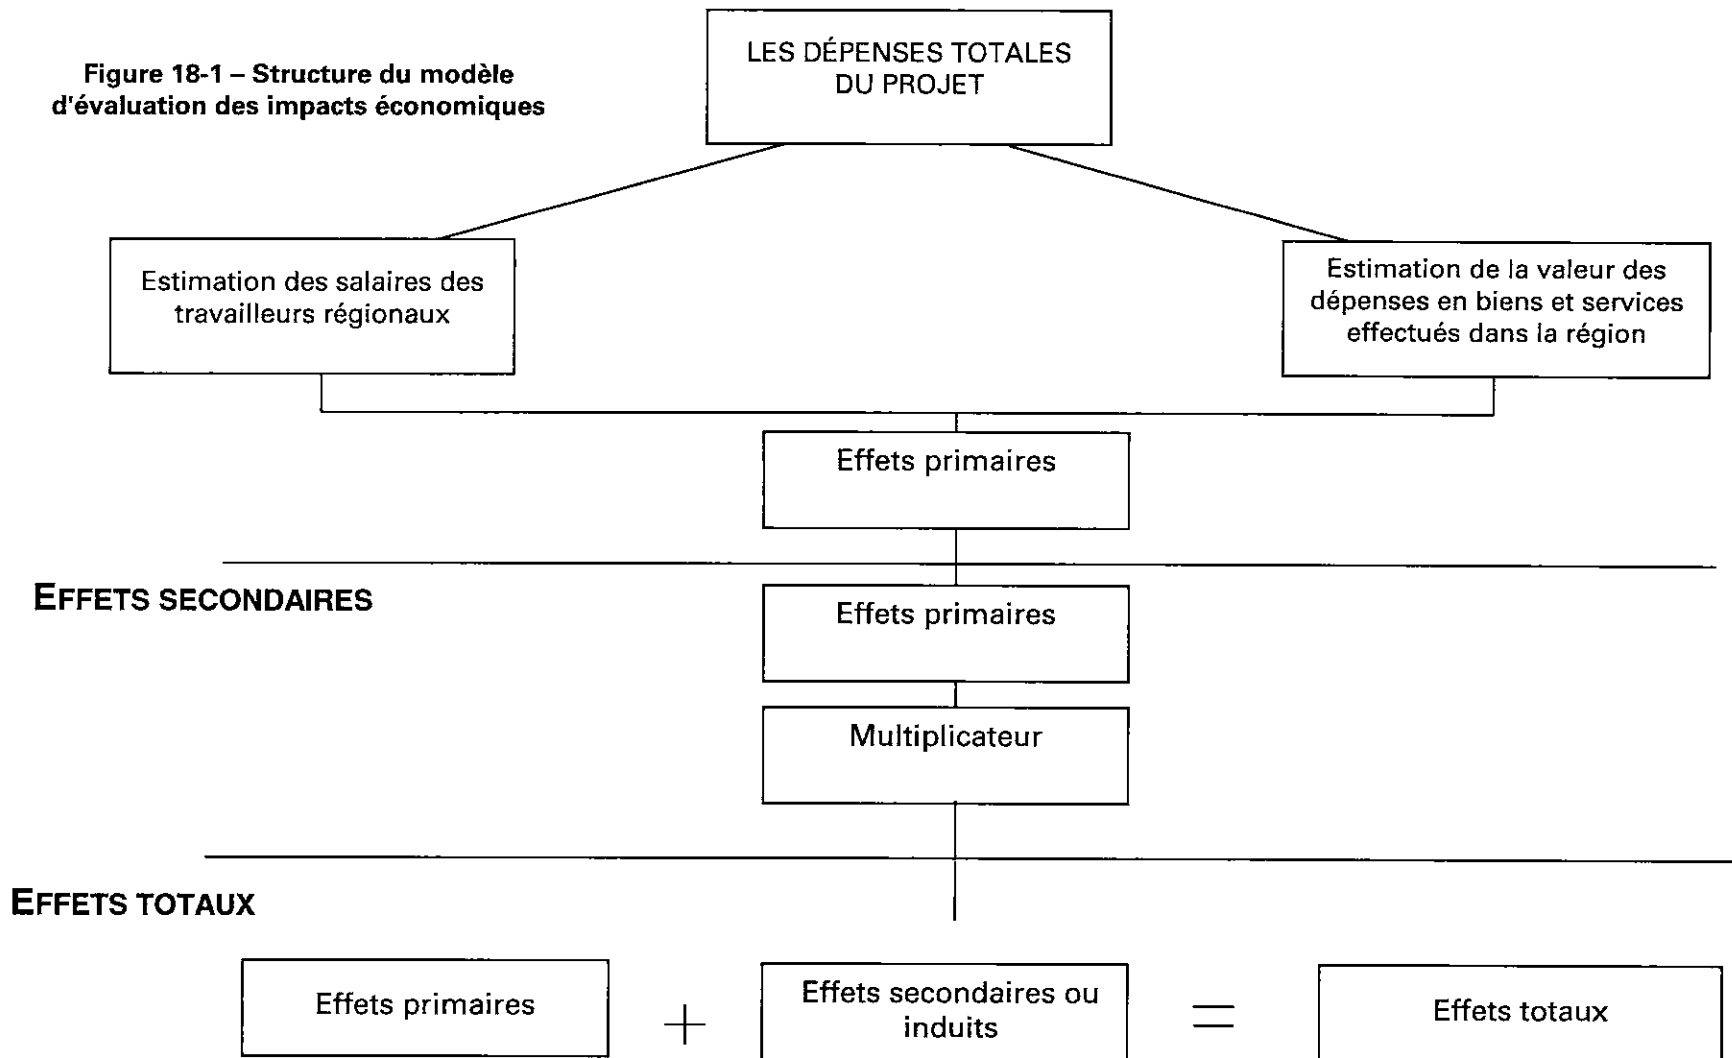 Figure 18-1 – Structure du modèle
d'évaluation des impacts économiques
LES DÉPENSES TOTALES
DU PROJET
Estimation des salaires des
travailleurs régionaux
Estimation de la valeur des
dépenses en biens et services
effectués dans la région
Effets primaires
EFFETS SECONDAIRES
Effets primaires
Multiplicateur
EFFETS TOTAUX
Effets primaires
+
Effets secondaires ou
induits
=
Effets totaux